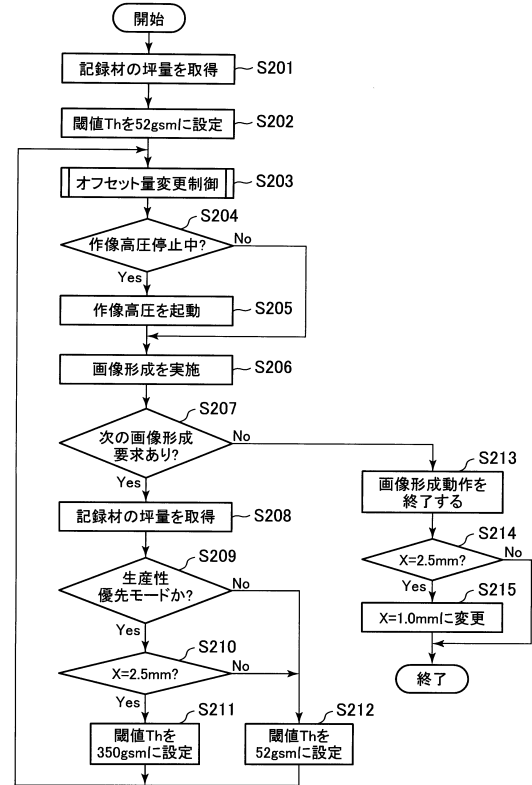 開始
記録材の坪量を取得
S201
閾値Thを52gsmに設定
S202
オフセット量変更制御
S203
S204
作像高圧停止中?
No
Yes
作像高圧を起動
S205
画像形成を実施
S206
S207
次の画像形成
要求あり?
No
Yes
記録材の坪量を取得
S208
S209
生産性
優先モードか?
No
Yes
S210
X=2.5mm?
No
Yes
S211
閾値Thを
350gsmに設定
S212
閾値Thを
52gsmに設定
S213
画像形成動作を
終了する
S214
X=2.5mm?
No
Yes
S215
X=1.0mmに変更
終了